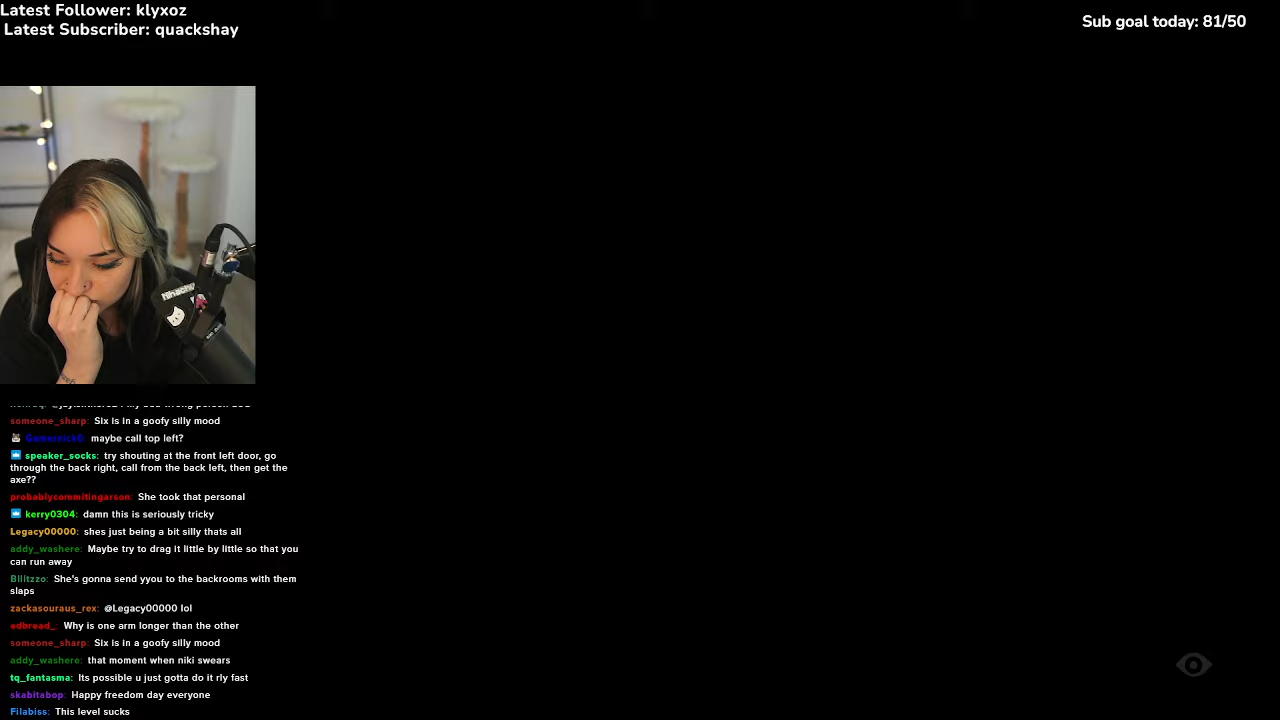 Latest Follower: klyxoz
Latest Subscriber: quackshay
Sub goal today: 81/50
someone_sharp: Six is in a goofy silly mood
maybe call top left?
speaker_socks: try shouting at the front left door, go
through the back right, call from the back left, then get the
axe??
probablycommitingarson: She took that personal
kerry0304: damn this is seriously tricky
Legacy00000: shes just being a bit silly thats all
addy_washere: Maybe try to drag it little by little so that you
can run away
Bllitzzo: She's gonna send yyou to the backrooms with them
slaps
zackasouraus_rex: @Legacy00000 lol
edbread_: Why is one arm longer than the other
someone_sharp: Six is in a goofy silly mood
addy_washere: that moment when niki swears
tq_fantasma: Its possible u just gotta do it rly fast
skabitabop: Happy freedom day everyone
Filabiss: This level sucks